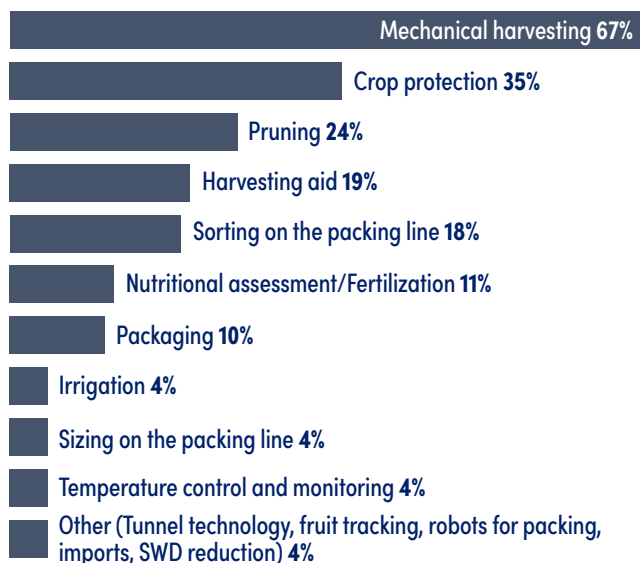 Mechanical harvesting 67%
Crop protection 35%
Pruning 24%
Harvesting aid 19%
Sorting on the packing line 18%
Nutritional assessment/Fertilization 11%
Packaging 10%
Irrigation 4%
Sizing on the packing line 4%
Temperature control and monitoring 4%
Other (Tunnel technology, fruit tracking, robots for packing,
imports, SWD reduction) 4%